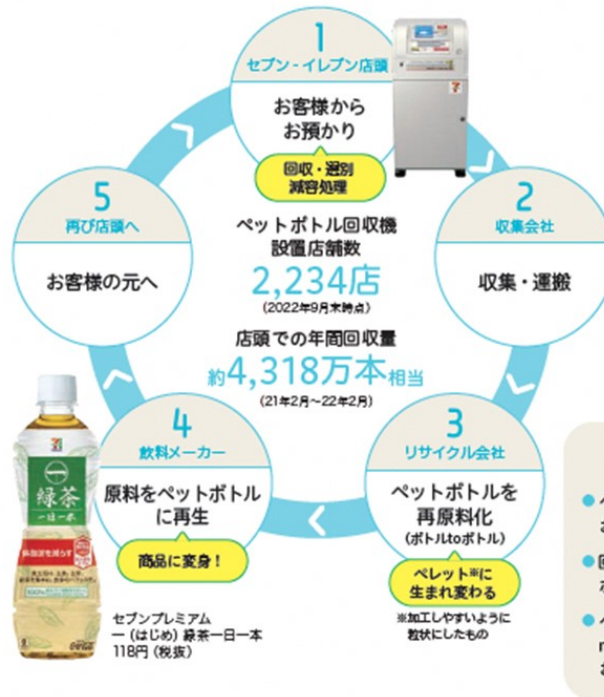 1
セブン‐イレブン店頭
お客様から
お預かり
回収・選別
減容処理
2
収集会社
収集・運搬
3
リサイクル会社
ペットボトルを
再原料化
(ボトルtoボトル)
ペレット※に
生まれ変わる
※加工しやすいように
粒状にしたもの
4
飲料メーカー
原料をペットボトル
に再生
商品に変身！
5
再び店頭へ
お客様の元へ
ペットボトル回収機
設置店舗数
2,234店
(2022年9月末時点)
店頭での年間回収量
約4,318万本相当
(21年2月〜22年2月)
一
緑茶
一日一本
体脂肪を減らす
セブンプレミアム
一 (はじめ) 緑茶一日一本
118円 (税抜)